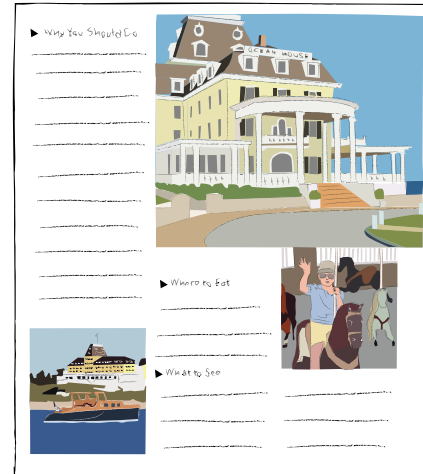 Why You Should Go
OCEAN HOUSE
Where to Eat
What to See